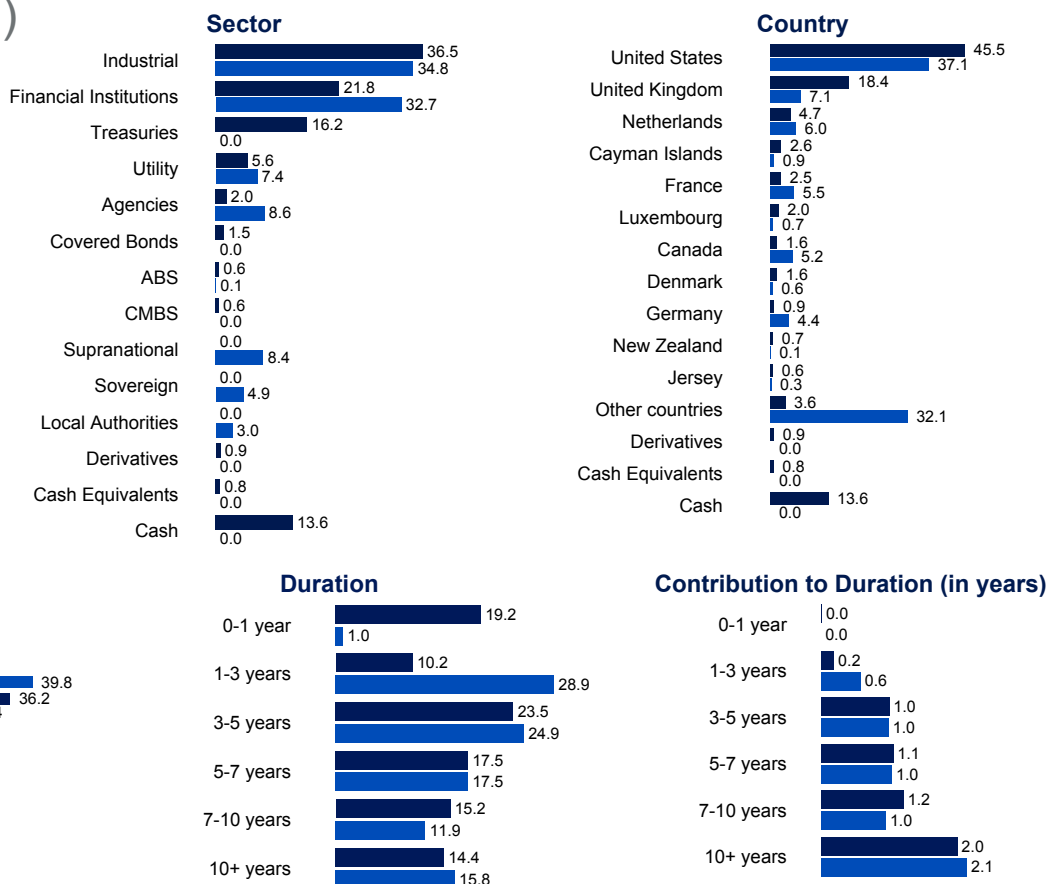 )
Sector
Industrial 36.5
34.8
Financial Institutions 21.8
32.7
Treasuries 16.2
0.0
Utility 5.6
7.4
Agencies 2.0
8.6
Covered Bonds 1.5
0.0
ABS 0.6
0.1
CMBS 0.6
0.0
Supranational 0.0
8.4
Sovereign 0.0
4.9
Local Authorities 0.0
3.0
Derivatives 0.9
0.0
Cash Equivalents 0.8
0.0
Cash 13.6
0.0
Country
United States 45.5
37.1
United Kingdom 18.4
7.1
Netherlands 4.7
6.0
Cayman Islands 2.6
0.9
France 2.5
5.5
Luxembourg 2.0
0.7
Canada 1.6
5.2
Denmark 1.6
0.6
Germany 0.9
4.4
New Zealand 0.7
0.1
Jersey 0.6
0.3
Other countries 3.6
32.1
Derivatives 0.9
0.0
Cash Equivalents 0.8
0.0
Cash 13.6
0.0
39.8
36.2
Duration
0-1 year 19.2
1.0
1-3 years 10.2
28.9
3-5 years 23.5
24.9
5-7 years 17.5
17.5
7-10 years 15.2
11.9
10+ years 14.4
15.8
Contribution to Duration (in years)
0-1 year 0.0
0.0
1-3 years 0.2
0.6
3-5 years 1.0
1.0
5-7 years 1.1
1.0
7-10 years 1.2
1.0
10+ years 2.0
2.1